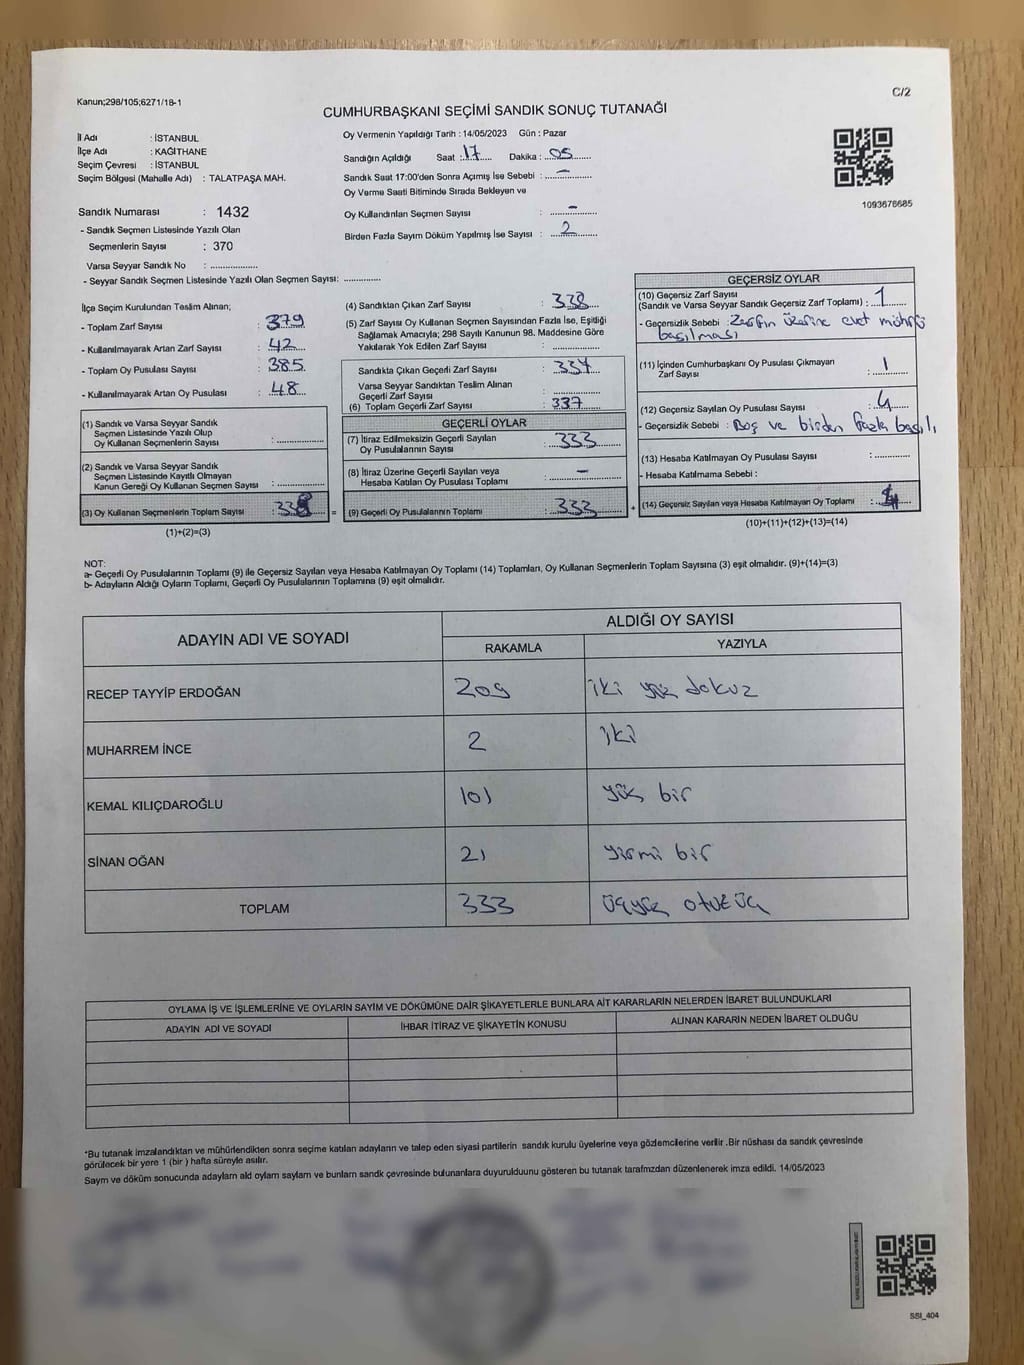 Kanun;298/105;6271/18-1
C/2
CUMHURBAŞKANI SEÇİMİ SANDIK SONUÇ TUTANAĞI
İl Adı : İSTANBUL
İlçe Adı : KAĞITHANE
Seçim Çevresi : İSTANBUL
Seçim Bölgesi (Mahalle Adı) : TALATPAŞA MAH.
Sandık Numarası : 1432
- Sandık Seçmen Listesinde Yazılı Olan
Seçmenlerin Sayısı : 370
Varsa Seyyar Sandık No : ..................
- Seyyar Sandık Seçmen Listesinde Yazılı Olan Seçmen Sayısı: ..............
Oy Vermenin Yapıldığı Tarih : 14/05/2023 Gün : Pazar
Sandığın Açıldığı Saat : 17 Dakika : 05
Sandık Saat 17:00'den Sonra Açımış İse Sebebi : -
Oy Verme Saati Bitiminde Sırada Bekleyen ve
Oy Kullandırılan Seçmen Sayısı : -
Birden Fazla Sayım Döküm Yapılmış İse Sayısı : 2
1093676685
İlçe Seçim Kurulundan Teslim Alınan;
- Toplam Zarf Sayısı : 379
- Kullanılmayarak Artan Zarf Sayısı : 42
- Toplam Oy Pusulası Sayısı : 385
- Kullanılmayarak Artan Oy Pusulası : 48
(1) Sandık ve Varsa Seyyar Sandık
Seçmen Listesinde Yazılı Olup
Oy Kullanan Seçmenlerin Sayısı : ..............
(2) Sandık ve Varsa Seyyar Sandık
Seçmen Listesinde Kayıtlı Olmayan
Kanun Gereği Oy Kullanan Seçmen Sayısı : ..............
(3) Oy Kullanan Seçmenlerin Toplam Sayısı : 338 =
(1)+(2)=(3)
(4) Sandıktan Çıkan Zarf Sayısı : 338
(5) Zarf Sayısı Oy Kullanan Seçmen Sayısından Fazla İse, Eşitliği
Sağlamak Amacıyla; 298 Sayılı Kanunun 98. Maddesine Göre
Yakılarak Yok Edilen Zarf Sayısı : ..............
Sandıkta Çıkan Geçerli Zarf Sayısı : 337
Varsa Seyyar Sandıktan Teslim Alınan
Geçerli Zarf Sayısı : ..............
(6) Toplam Geçerli Zarf Sayısı : 337
GEÇERLİ OYLAR
(7) İtiraz Edilmeksizin Geçerli Sayılan
Oy Pusulalarının Sayısı : 333
(8) İtiraz Üzerine Geçerli Sayılan veya
Hesaba Katılan Oy Pusulası Toplamı : -
(9) Geçerli Oy Pusulalarının Toplamı : 333 +
GEÇERSİZ OYLAR
(10) Geçersiz Zarf Sayısı
(Sandık ve Varsa Seyyar Sandık Geçersiz Zarf Toplamı) : 1
- Geçersizlik Sebebi : Zarfın üzerine evet mührü
basılması
(11) İçinden Cumhurbaşkanı Oy Pusulası Çıkmayan
Zarf Sayısı : 1
(12) Geçersiz Sayılan Oy Pusulası Sayısı : 4
- Geçersizlik Sebebi : Boş ve birden fazla basılı
(13) Hesaba Katılmayan Oy Pusulası Sayısı : ..............
- Hesaba Katılmama Sebebi :
(14) Geçersiz Sayılan veya Hesaba Katılmayan Oy Toplamı :
(10)+(11)+(12)+(13)=(14)
NOT:
a- Geçerli Oy Pusulalarının Toplamı (9) ile Geçersiz Sayılan veya Hesaba Katılmayan Oy Toplamı (14) Toplamları, Oy Kullanan Seçmenlerin Toplam Sayısına (3) eşit olmalıdır. (9)+(14)=(3)
b- Adayların Aldığı Oyların Toplamı, Geçerli Oy Pusulalarının Toplamına (9) eşit olmalıdır.
ADAYIN ADI VE SOYADI
ALDIĞI OY SAYISI
RAKAMLA YAZIYLA
RECEP TAYYİP ERDOĞAN 209 iki yüz dokuz
MUHARREM İNCE 2 iki
KEMAL KILIÇDAROĞLU 101 yüz bir
SİNAN OĞAN 21 yirmi bir
TOPLAM 333 üçyüz otuz üç
OYLAMA İŞ VE İŞLEMLERİNE VE OYLARIN SAYIM VE DÖKÜMÜNE DAİR ŞİKAYETLERLE BUNLARA AİT KARARLARIN NELERDEN İBARET BULUNDUKLARI
ADAYIN ADI VE SOYADI İHBAR İTİRAZ VE ŞİKAYETİN KONUSU ALINAN KARARIN NEDEN İBARET OLDUĞU
*Bu tutanak imzalandıktan ve mühürlendikten sonra seçime katılan adayların ve talep eden siyasi partilerin sandık kurulu üyelerine veya gözlemcilerine verilir .Bir nüshası da sandık çevresinde
görülecek bir yere 1 (bir ) hafta süreyle asılır.
Saym ve döküm sonucunda adayların ald oyların sayları ve bunların sandk çevresinde bulunanlara duyurulduunu gösteren bu tutanak tarafmzdan düzenlenerek imza edildi. 14/05/2023
SSI_404